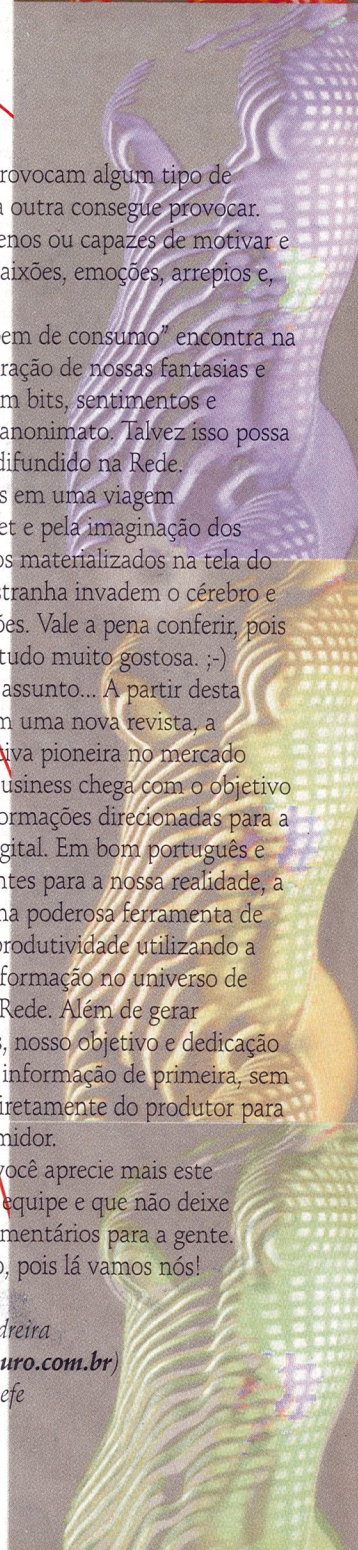 rovocam algum tipo de
a outra consegue provocar.
enos ou capazes de motivar e
aixões, emoções, arrepios e,
em de consumo” encontra na
ração de nossas fantasias e
m bits, sentimentos e
anonimato. Talvez isso possa
difundido na Rede.
s em uma viagem
et e pela imaginação dos
os materializados na tela do
stranha invadem o cérebro e
ões. Vale a pena conferir, pois
tudo muito gostosa. ;-)
assunto... A partir desta
m uma nova revista, a
tiva pioneira no mercado
usiness chega com o objetivo
ormações direcionadas para a
gital. Em bom português e
ntes para a nossa realidade, a
na poderosa ferramenta de
produtividade utilizando a
formação no universo de
Rede. Além de gerar
s, nosso objetivo e dedicação
informação de primeira, sem
iretamente do produtor para
midor.
você aprecie mais este
equipe e que não deixe
mentários para a gente.
o, pois lá vamos nós!
dreira
uro.com.br)
efe